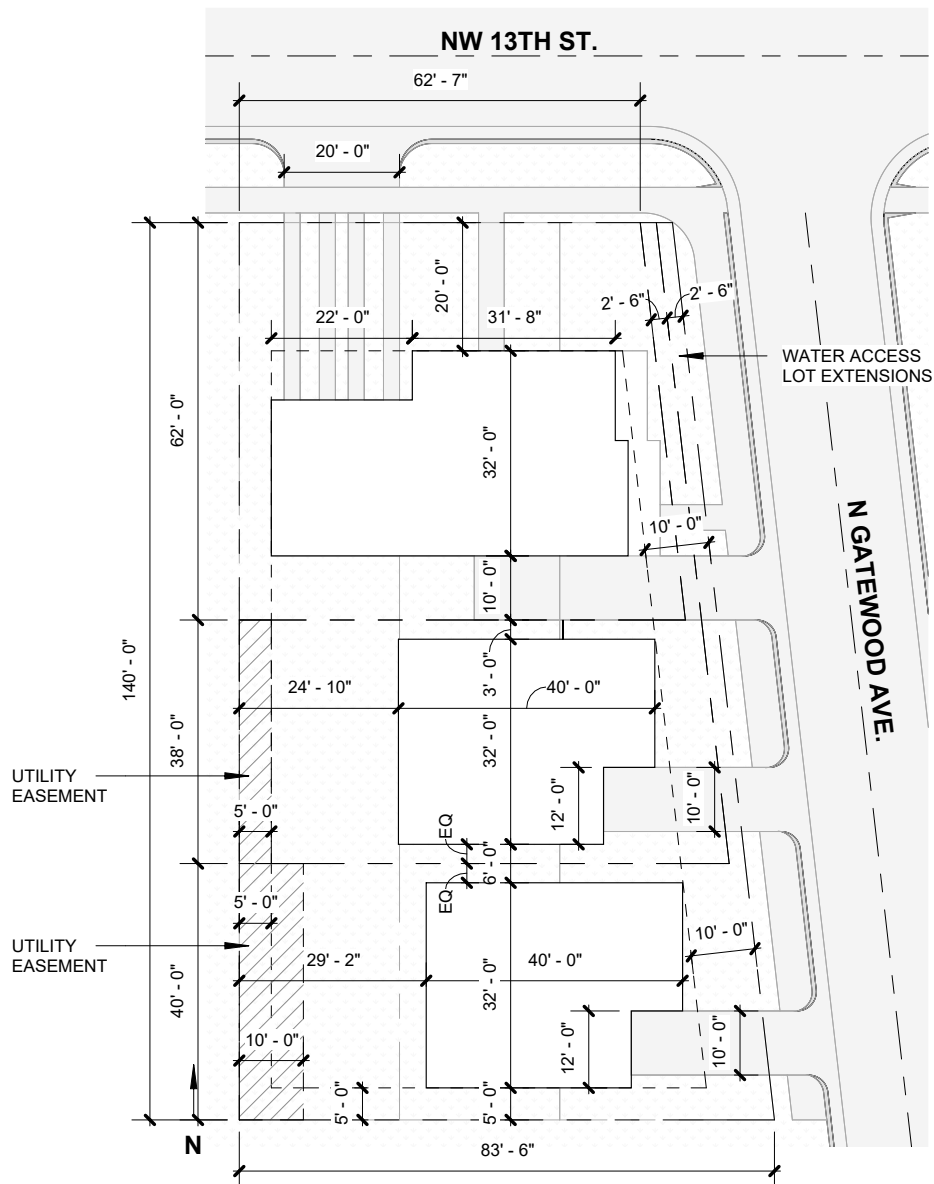 NW 13TH ST.
62' - 7"
20' - 0"
20' - 0"
2' - 6"
2' - 6"
22' - 0"
31' - 8"
WATER ACCESS
LOT EXTENSIONS
62' - 0"
32' - 0"
10' - 0"
N GATEWOOD AVE.
10' - 0"
140' - 0"
3' - 0"
24' - 10"
40' - 0"
38' - 0"
32' - 0"
UTILITY
EASEMENT
12' - 0"
10' - 0"
5' - 0"
EQ
6' - 0"
EQ
5' - 0"
UTILITY
EASEMENT
10' - 0"
29' - 2"
40' - 0"
40' - 0"
32' - 0"
10' - 0"
12' - 0"
10' - 0"
5' - 0"
5' - 0"
N
83' - 6"